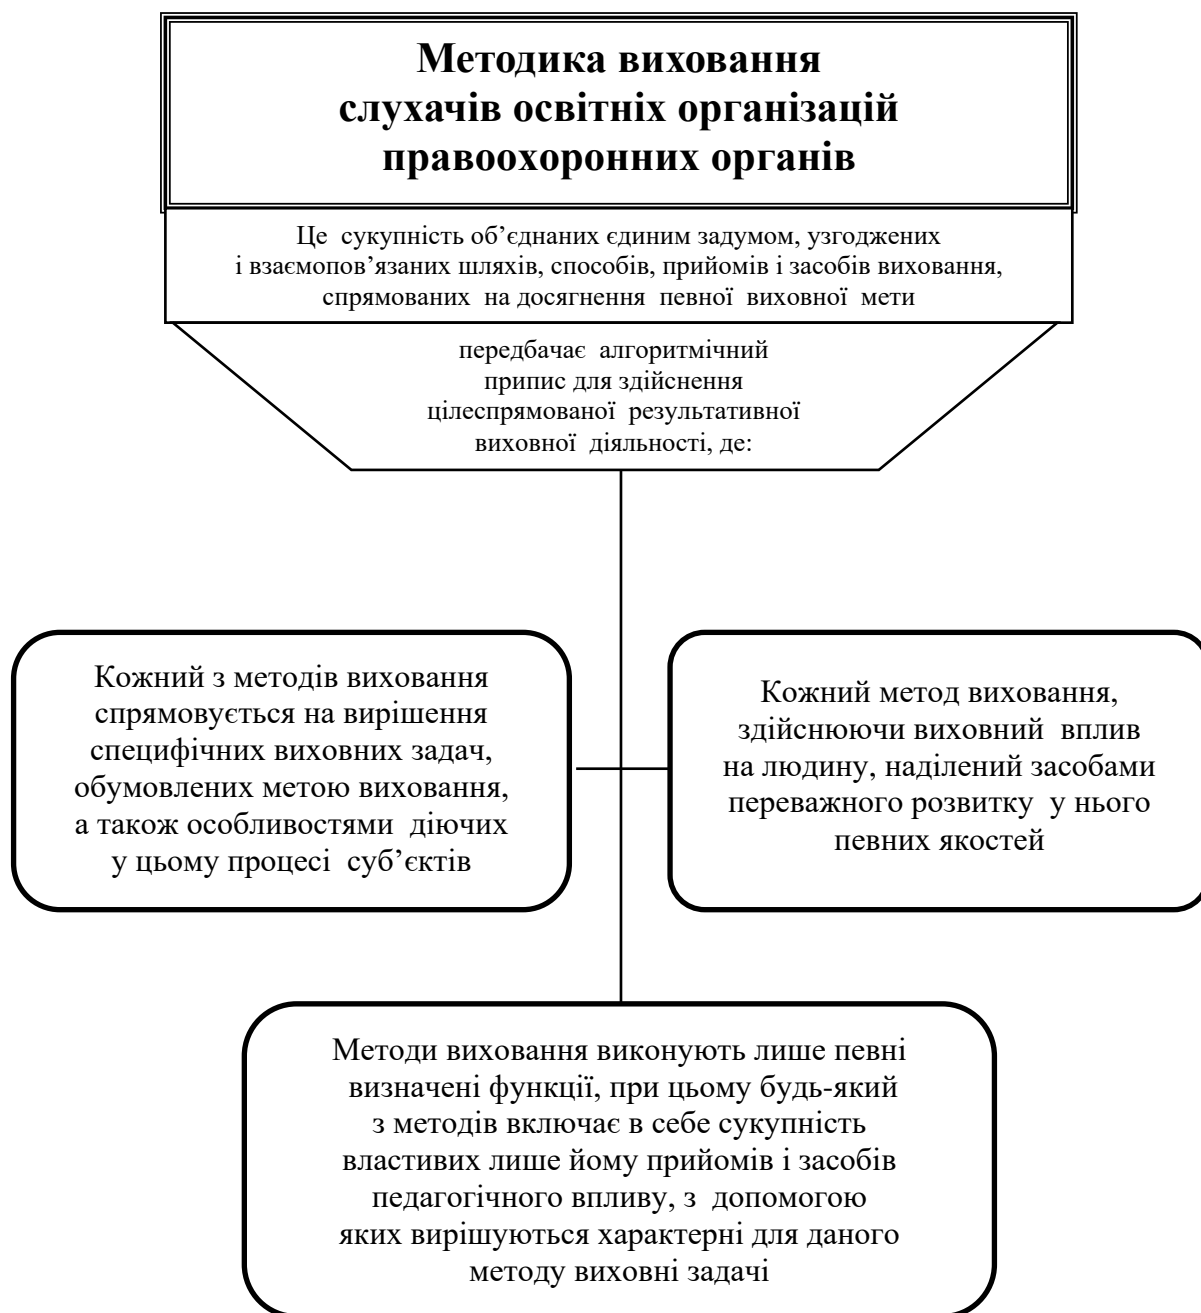 Методика виховання
слухачів освітніх організацій
правоохоронних органів
Це сукупність об’єднаних єдиним задумом, узгоджених
і взаємопов’язаних шляхів, способів, прийомів і засобів виховання,
спрямованих на досягнення певної виховної мети
передбачає алгоритмічний
припис для здійснення
цілеспрямованої результативної
виховної діяльності, де:
Кожний з методів виховання
спрямовується на вирішення
специфічних виховних задач,
обумовлених метою виховання,
а також особливостями діючих
у цьому процесі суб’єктів
Кожний метод виховання,
здійснюючи виховний вплив
на людину, наділений засобами
переважного розвитку у нього
певних якостей
Методи виховання виконують лише певні
визначені функції, при цьому будь-який
з методів включає в себе сукупність
властивих лише йому прийомів і засобів
педагогічного впливу, з допомогою
яких вирішуються характерні для даного
методу виховні задачі